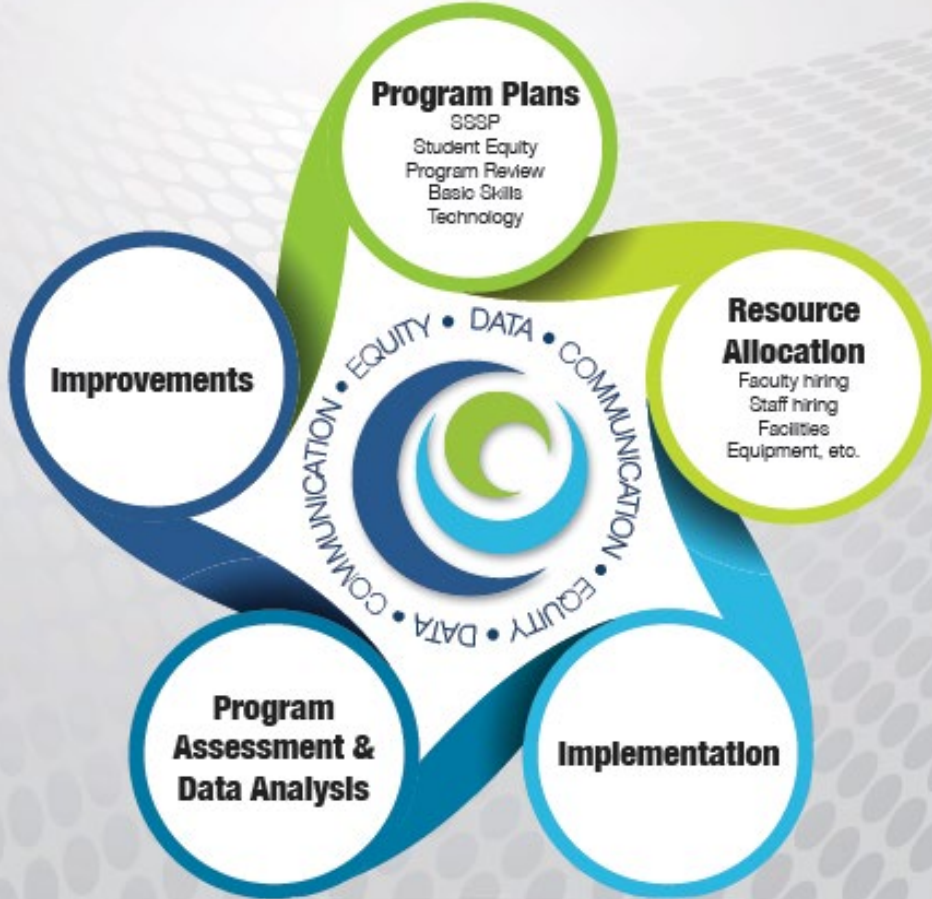 Program Plans
SSSP
Student Equity
Program Review
Basic Skills
Technology
Resource
Allocation
Faculty hiring
Staff hiring
Facilities
Equipment, etc.
Implementation
Program
Assessment &
Data Analysis
Improvements
EQUITY • DATA • COMMUNICATION • EQUITY • DATA • COMMUNICATION •